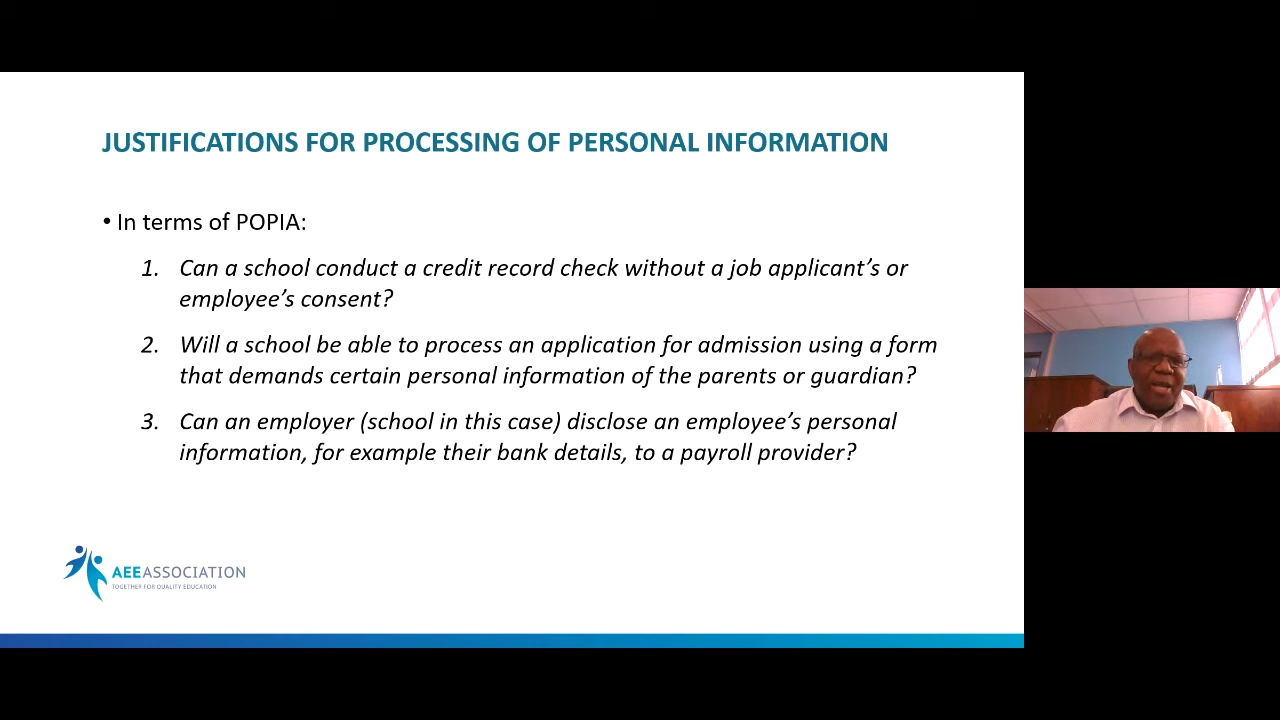 JUSTIFICATIONS FOR PROCESSING OF PERSONAL INFORMATION
• In terms of POPIA:
1. Can a school conduct a credit record check without a job applicant’s or
employee’s consent?
2. Will a school be able to process an application for admission using a form
that demands certain personal information of the parents or guardian?
3. Can an employer (school in this case) disclose an employee’s personal
information, for example their bank details, to a payroll provider?
AEEASSOCIATION
TOGETHER FOR QUALITY EDUCATION